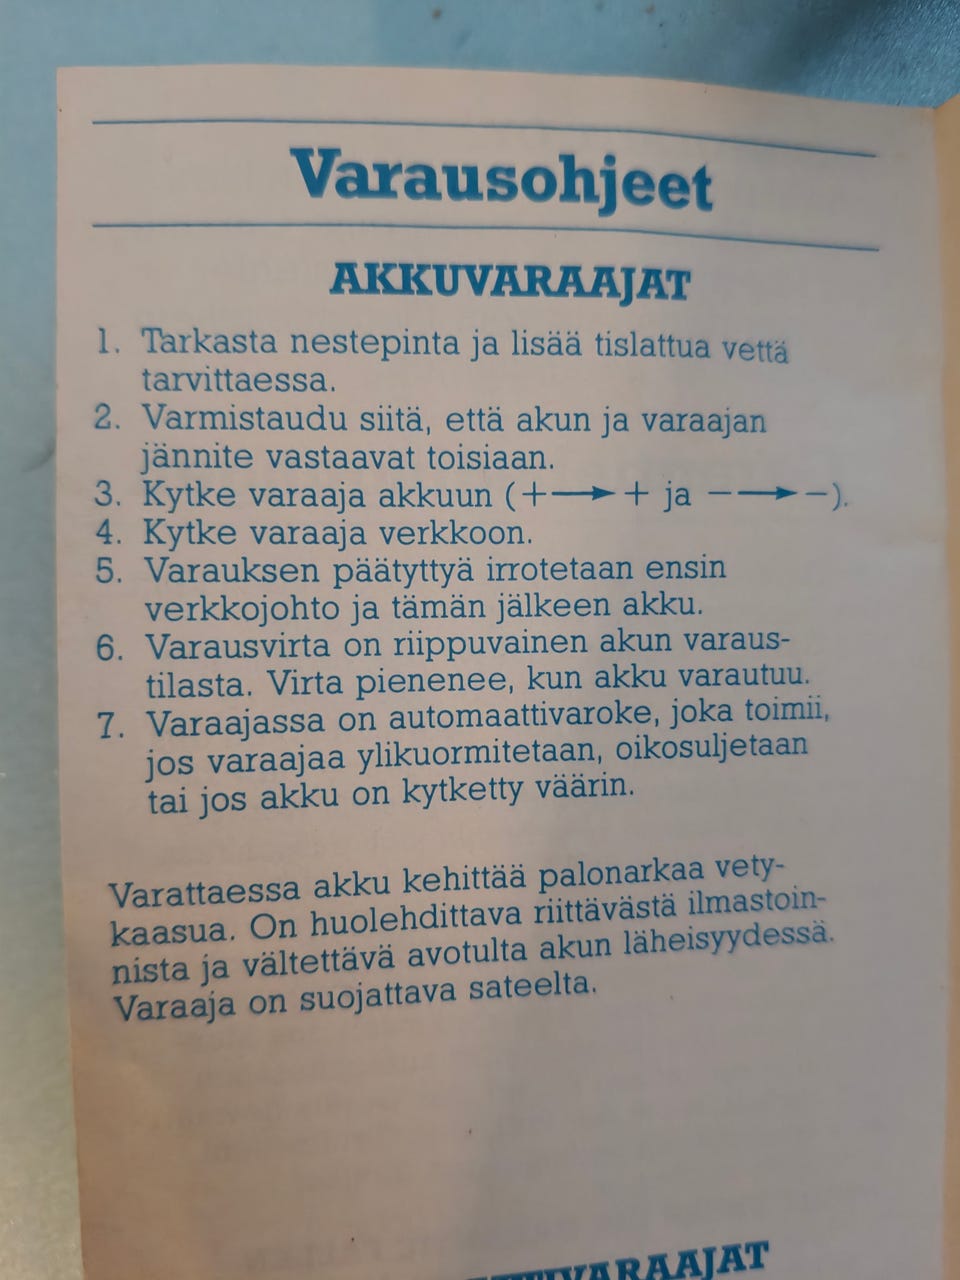 Varausohjeet
AKKUVARAAJAT
1. Tarkasta nestepinta ja lisää tislattua vettä
tarvittaessa.
2. Varmistaudu siitä, että akun ja varaajan
jännite vastaavat toisiaan.
3. Kytke varaaja akkuun (+→+ ja −→−).
4. Kytke varaaja verkkoon.
5. Varauksen päätyttyä irrotetaan ensin
verkkojohto ja tämän jälkeen akku.
6. Varausvirta on riippuvainen akun varaus-
tilasta. Virta pienenee, kun akku varautuu.
7. Varaajassa on automaattivaroke, joka toimii,
jos varaajaa ylikuormitetaan, oikosuljetaan
tai jos akku on kytketty väärin.
Varattaessa akku kehittää palonarkaa vety-
kaasua. On huolehdittava riittävästä ilmastoin-
nista ja vältettävä avotulta akun läheisyydessä.
Varaaja on suojattava sateelta.